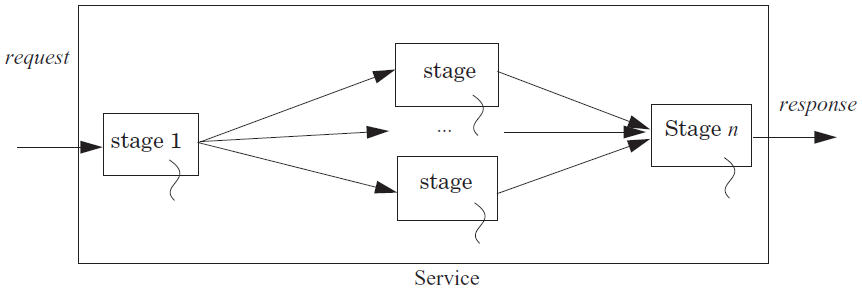 request
stage 1
stage
...
stage
Stage n
response
Service